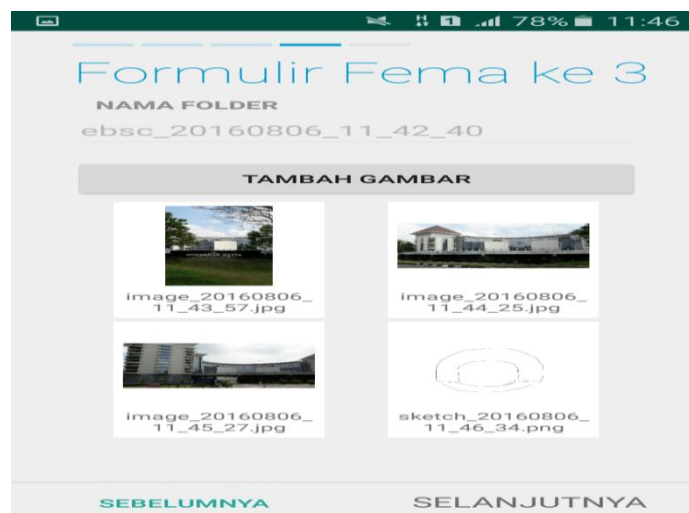 78% 11:46
Formulir Fema ke 3
NAMA FOLDER
ebsc_20160806_11_42_40
TAMBAH GAMBAR
image_20160806_
11_43_57.jpg
image_20160806_
11_44_25.jpg
image_20160806_
11_45_27.jpg
sketch_20160806_
11_46_34.png
SEBELUMNYA
SELANJUTNYA